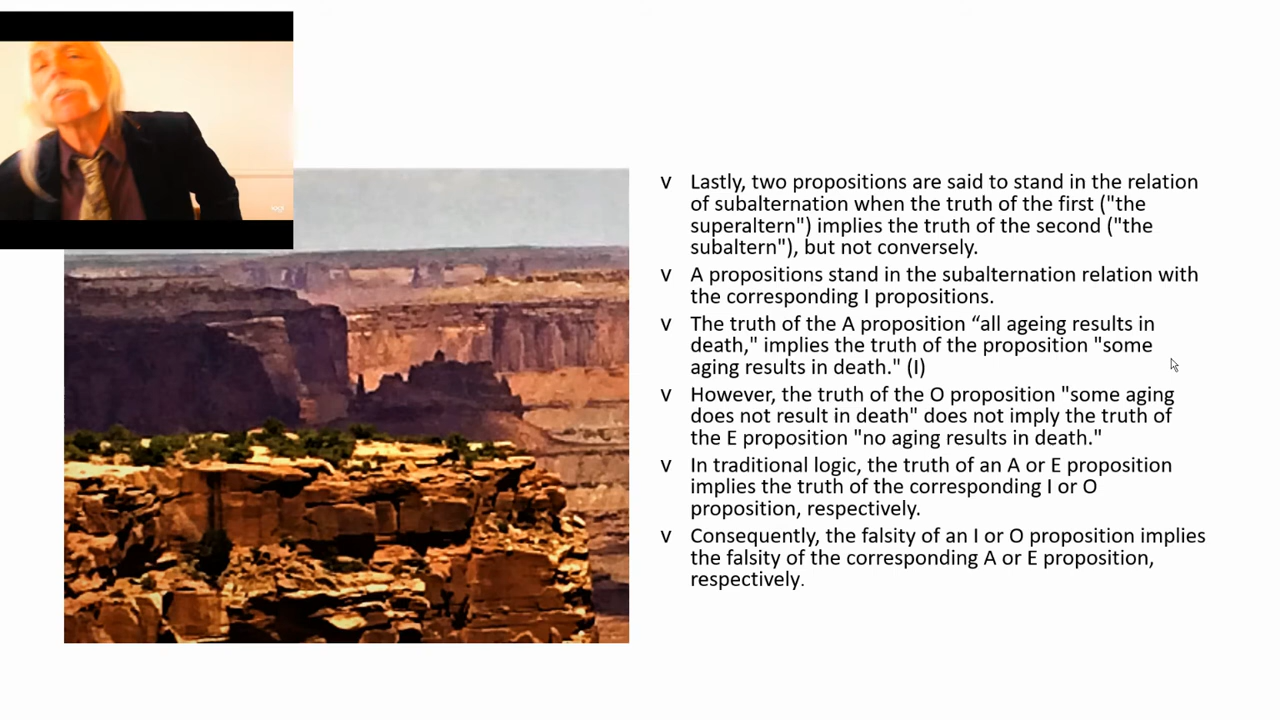 v Lastly, two propositions are said to stand in the relation
of subalternation when the truth of the first ("the
superaltern") implies the truth of the second ("the
subaltern"), but not conversely.
v A propositions stand in the subalternation relation with
the corresponding I propositions.
v The truth of the A proposition “all ageing results in
death," implies the truth of the proposition "some
aging results in death." (I)
v However, the truth of the O proposition "some aging
does not result in death" does not imply the truth of
the E proposition "no aging results in death."
v In traditional logic, the truth of an A or E proposition
implies the truth of the corresponding I or O
proposition, respectively.
v Consequently, the falsity of an I or O proposition implies
the falsity of the corresponding A or E proposition,
respectively.